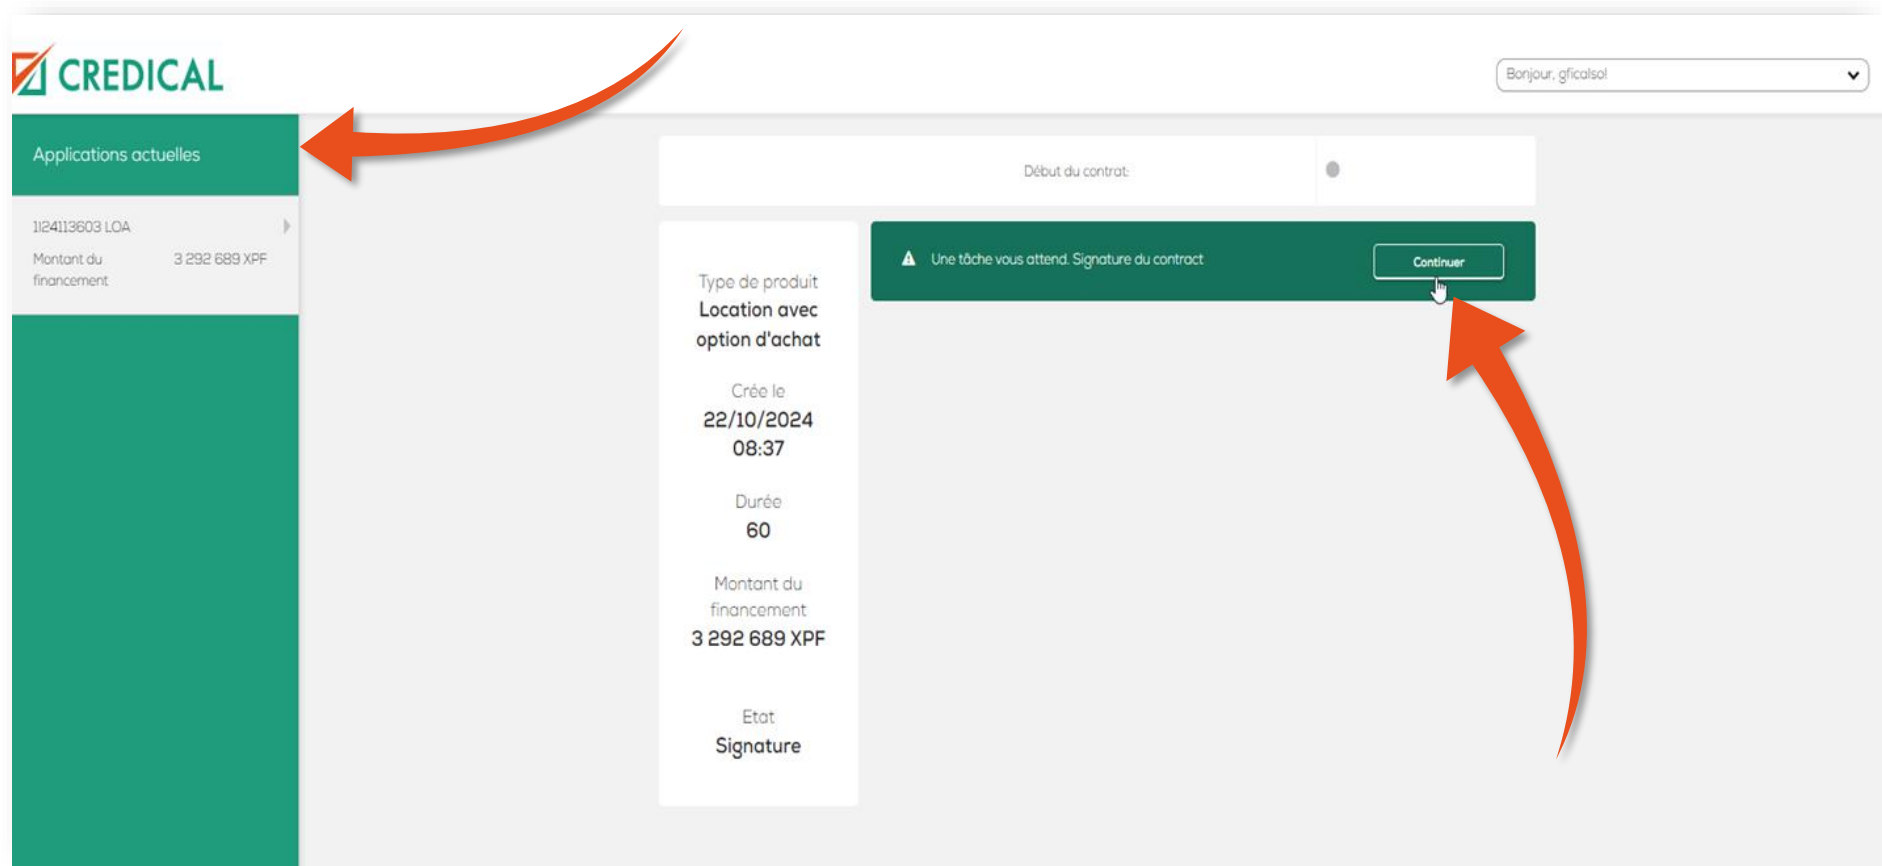 CREDICAL
Bonjour, gficalsol
Applications actuelles
1124113603 LOA
Montant du
financement
3 292 689 XPF
Début du contrat:
Une tâche vous attend. Signature du contract
Continuer
Type de produit
Location avec
option d'achat
Crée le
22/10/2024
08:37
Durée
60
Montant du
financement
3 292 689 XPF
Etat
Signature